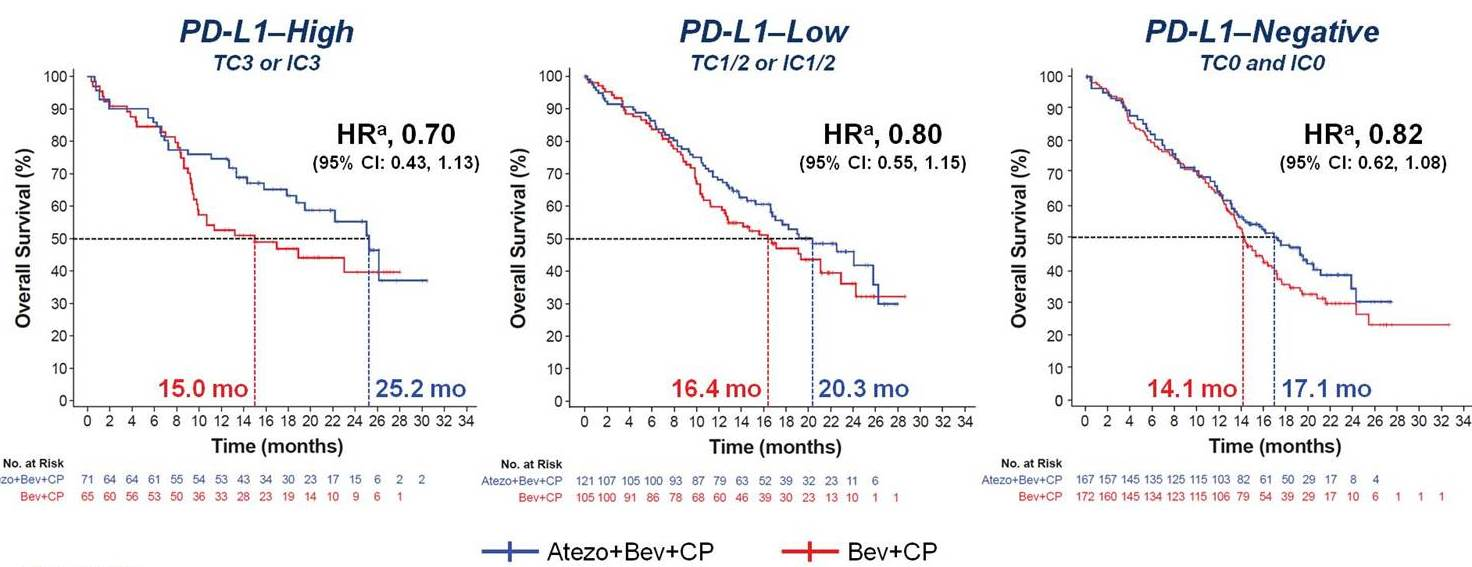 PD-L1–High
TC3 or IC3
HRa, 0.70
(95% CI: 0.43, 1.13)
Overall Survival (%)
100
90
80
70
60
50
40
30
20
10
0
15.0 mo
25.2 mo
0 2 4 6 8 10 12 14 16 18 20 22 24 26 28 30 32 34
Time (months)
No. at Risk
zo+Bev+CP 71 64 64 61 55 54 53 43 34 30 23 17 15 6 2 2
Bev+CP 65 60 56 53 50 36 33 28 23 19 14 10 9 6 1
PD-L1–Low
TC1/2 or IC1/2
HRa, 0.80
(95% CI: 0.55, 1.15)
Overall Survival (%)
100
90
80
70
60
50
40
30
20
10
0
16.4 mo
20.3 mo
0 2 4 6 8 10 12 14 16 18 20 22 24 26 28 30 32 34
Time (months)
No. at Risk
Atezo+Bev+CP 121 107 105 100 93 87 79 63 52 39 32 23 11 6
Bev+CP 105 100 91 86 78 68 60 46 39 30 23 13 10 1 1
PD-L1–Negative
TC0 and IC0
HRa, 0.82
(95% CI: 0.62, 1.08)
Overall Survival (%)
100
90
80
70
60
50
40
30
20
10
0
14.1 mo
17.1 mo
0 2 4 6 8 10 12 14 16 18 20 22 24 26 28 30 32 34
Time (months)
No. at Risk
Atezo+Bev+CP 167 157 145 135 125 115 103 82 61 50 29 17 8 4
Bev+CP 172 160 145 134 123 115 106 79 54 39 29 17 10 6 1 1 1
Atezo+Bev+CP
Bev+CP